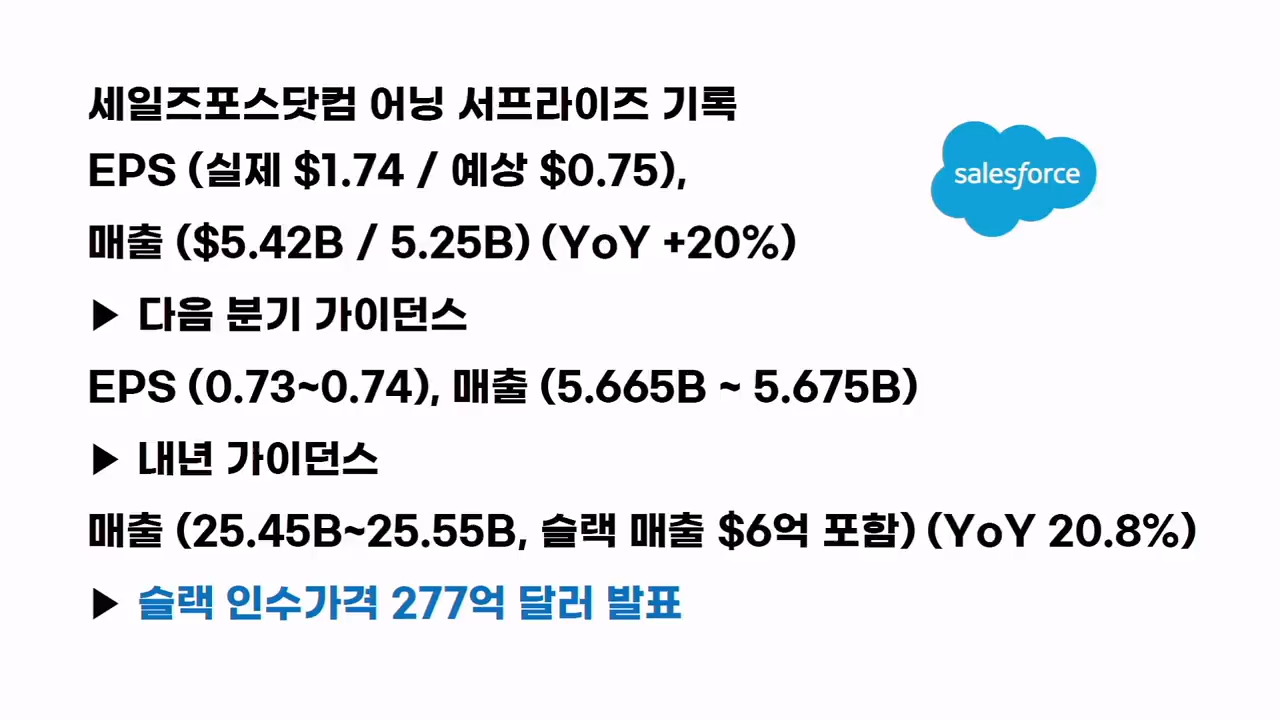 세일즈포스닷컴 어닝 서프라이즈 기록
EPS (실제 $1.74 / 예상 $0.75),
salesforce
매출 ($5.42B / 5.25B) (YoY +20%)
▶ 다음 분기 가이던스
EPS (0.73~0.74), 매출 (5.665B ~ 5.675B)
▶ 내년 가이던스
매출 (25.45B~25.55B, 슬랙 매출 $6억 포함) (YoY 20.8%)
▶ 슬랙 인수가격 277억 달러 발표